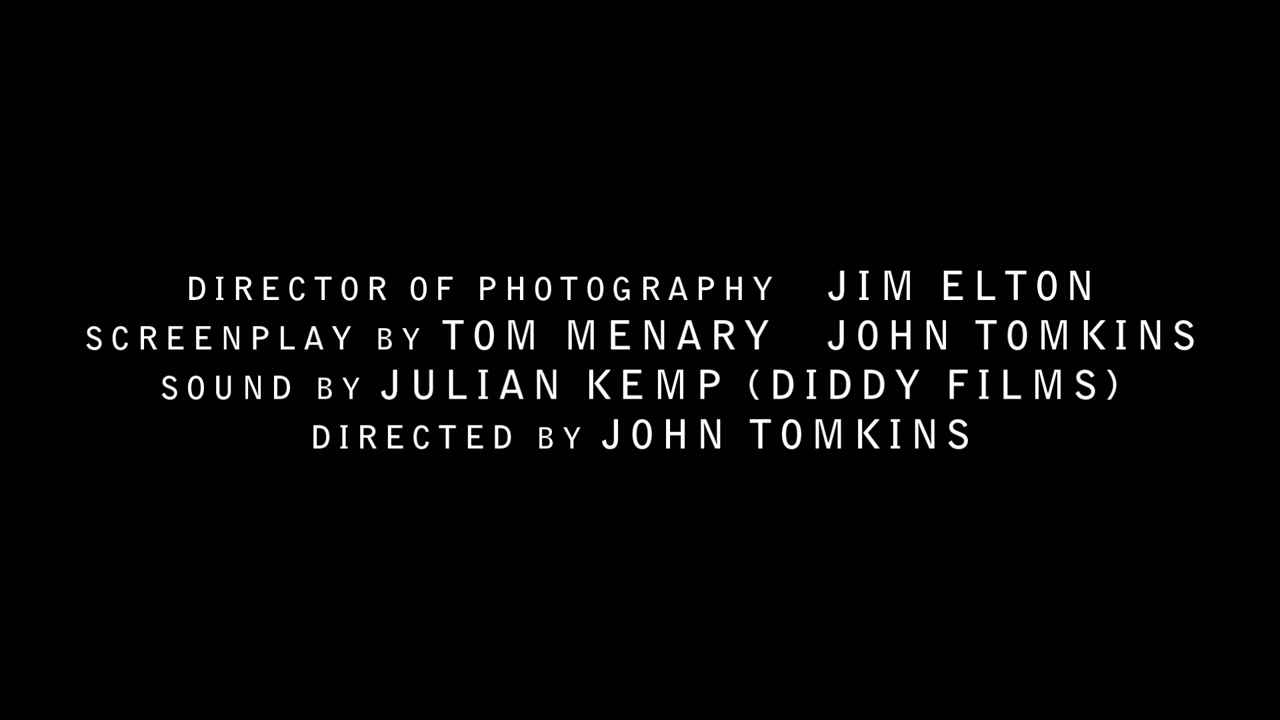 DIRECTOR OF PHOTOGRAPHY JIM ELTON
SCREENPLAY BY TOM MENARY JOHN TOMKINS
SOUND BY JULIAN KEMP (DIDDY FILMS)
DIRECTED BY JOHN TOMKINS